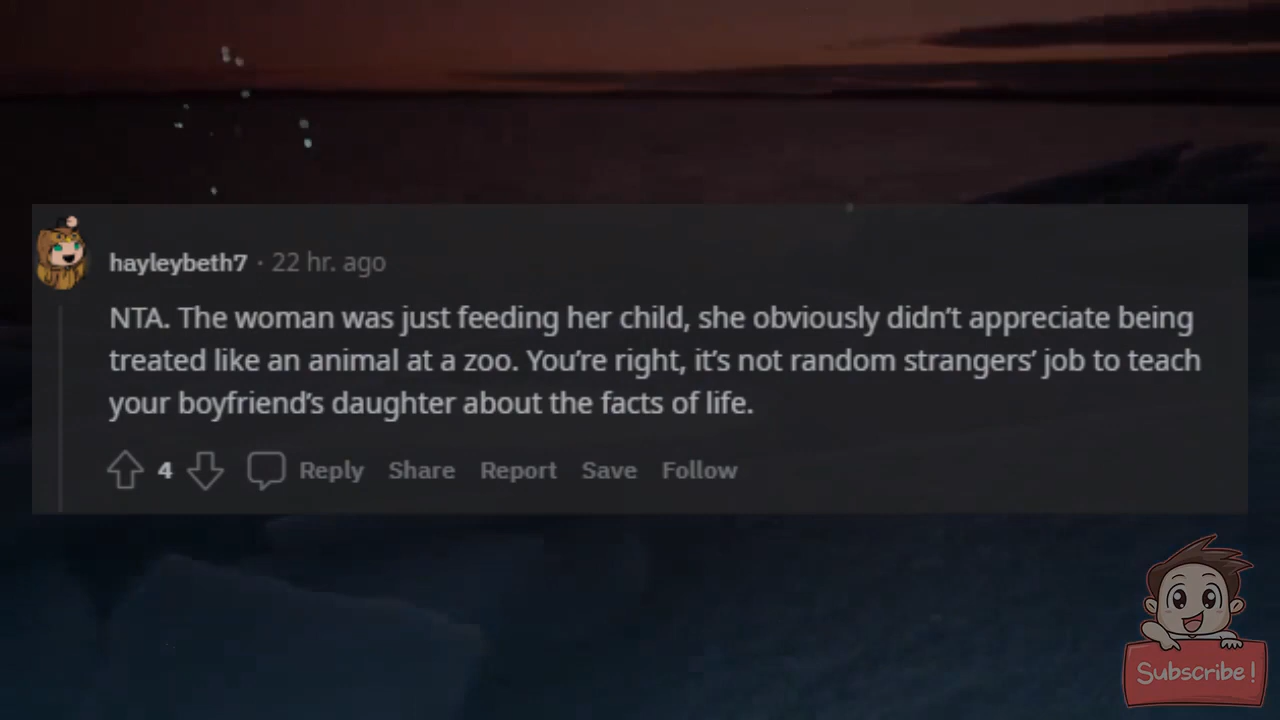 hayleybeth7 · 22 hr. ago
NTA. The woman was just feeding her child, she obviously didn’t appreciate being
treated like an animal at a zoo. You’re right, it’s not random strangers’ job to teach
your boyfriend’s daughter about the facts of life.
4 Reply Share Report Save Follow
Subscribe!